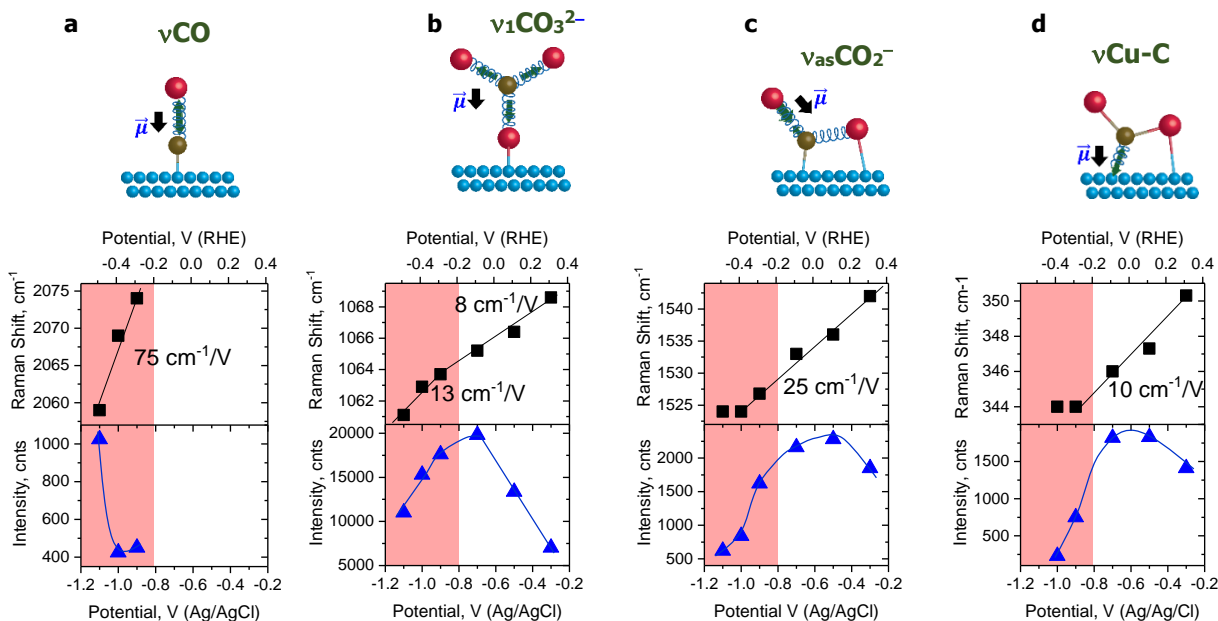 a
νCO
μ⃗
Potential, V (RHE)
-0.4 -0.2 0.0 0.2 0.4
Raman Shift, cm⁻¹
2075
2070
2065
2060
75 cm⁻¹/V
Intensity, cnts
1000
800
600
400
-1.2 -1.0 -0.8 -0.6 -0.4 -0.2
Potential, V (Ag/AgCl)
b
ν₁CO₃²⁻
μ⃗
Potential, V (RHE)
-0.4 -0.2 0.0 0.2 0.4
Raman Shift, cm⁻¹
1068
1066
1064
1062
8 cm⁻¹/V
13 cm⁻¹/V
Intensity, cnts
20000
15000
10000
5000
-1.2 -1.0 -0.8 -0.6 -0.4 -0.2
Potential, V (Ag/AgCl)
c
νasCO₂⁻
μ⃗
Potential, V (RHE)
-0.4 -0.2 0.0 0.2 0.4
Raman Shift, cm⁻¹
1540
1535
1530
1525
25 cm⁻¹/V
Intensity, cnts
2500
2000
1500
1000
500
-1.2 -1.0 -0.8 -0.6 -0.4 -0.2
Potential V (Ag/AgCl)
d
νCu-C
μ⃗
Potential, V (RHE)
-0.4 -0.2 0.0 0.2 0.4
Raman Shift, cm-1
350
348
346
344
10 cm⁻¹/V
Intensity, cnts
1500
1000
500
-1.2 -1.0 -0.8 -0.6 -0.4 -0.2
Potential, V (Ag/AgCl)